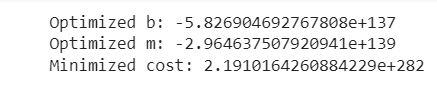 Optimized b: -5.826904692767808e+137
Optimized m: -2.964637507920941e+139
Minimized cost: 2.1910164260884229e+282